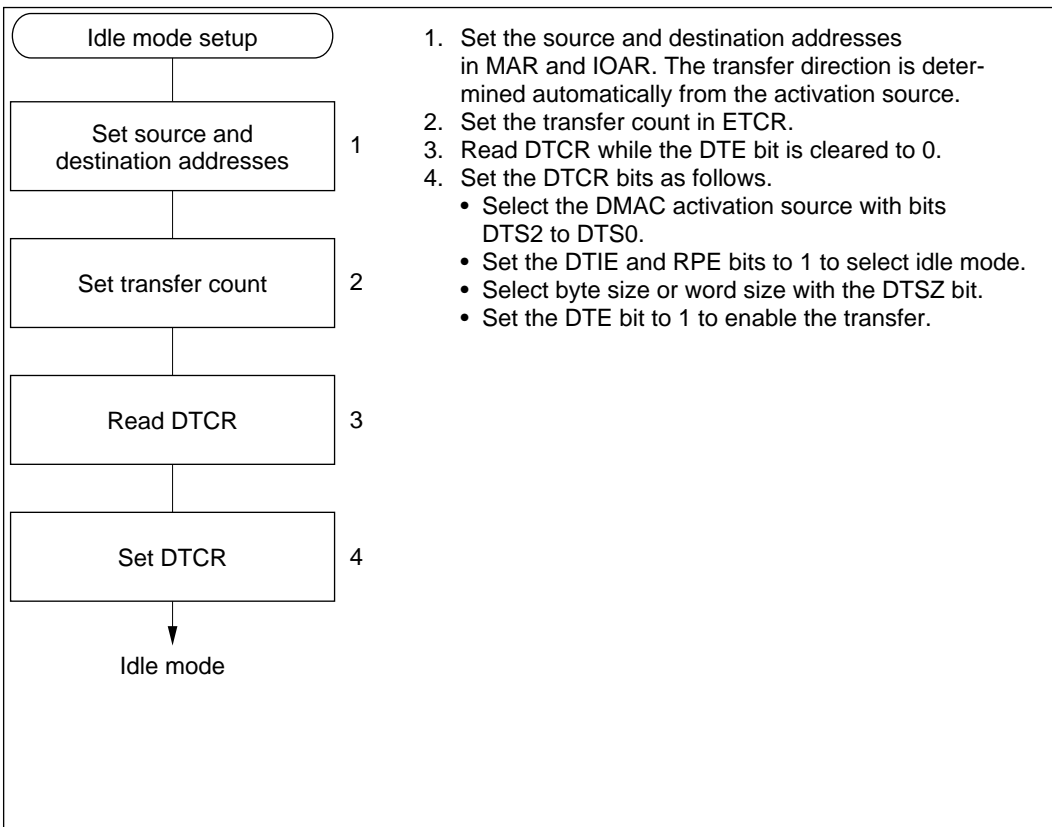 Idle mode setup
Set source and
destination addresses
1
Set transfer count
2
Read DTCR
3
Set DTCR
4
Idle mode
1. Set the source and destination addresses
in MAR and IOAR. The transfer direction is deter-
mined automatically from the activation source.
2. Set the transfer count in ETCR.
3. Read DTCR while the DTE bit is cleared to 0.
4. Set the DTCR bits as follows.
• Select the DMAC activation source with bits
DTS2 to DTS0.
• Set the DTIE and RPE bits to 1 to select idle mode.
• Select byte size or word size with the DTSZ bit.
• Set the DTE bit to 1 to enable the transfer.